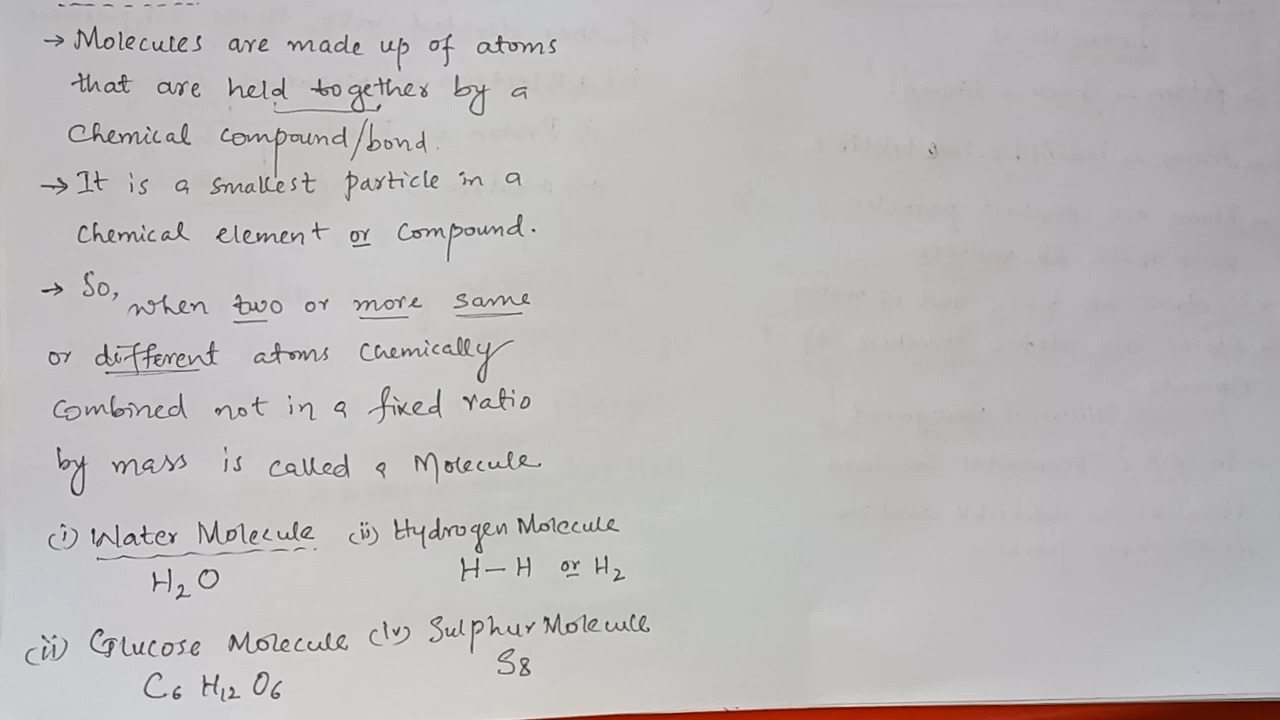 → Molecules are made up of atoms
that are held together by a
Chemical compound/bond.
→ It is a smallest particle in a
Chemical element or Compound.
→ So, when two or more same
or different atoms chemically
Combined not in a fixed ratio
by mass is called a Molecule
(i) Water Molecule (ii) Hydrogen Molecule
H2O H-H or H2
(ii) Glucose Molecule (iv) Sulphur Molecule
C6 H12 O6 S8